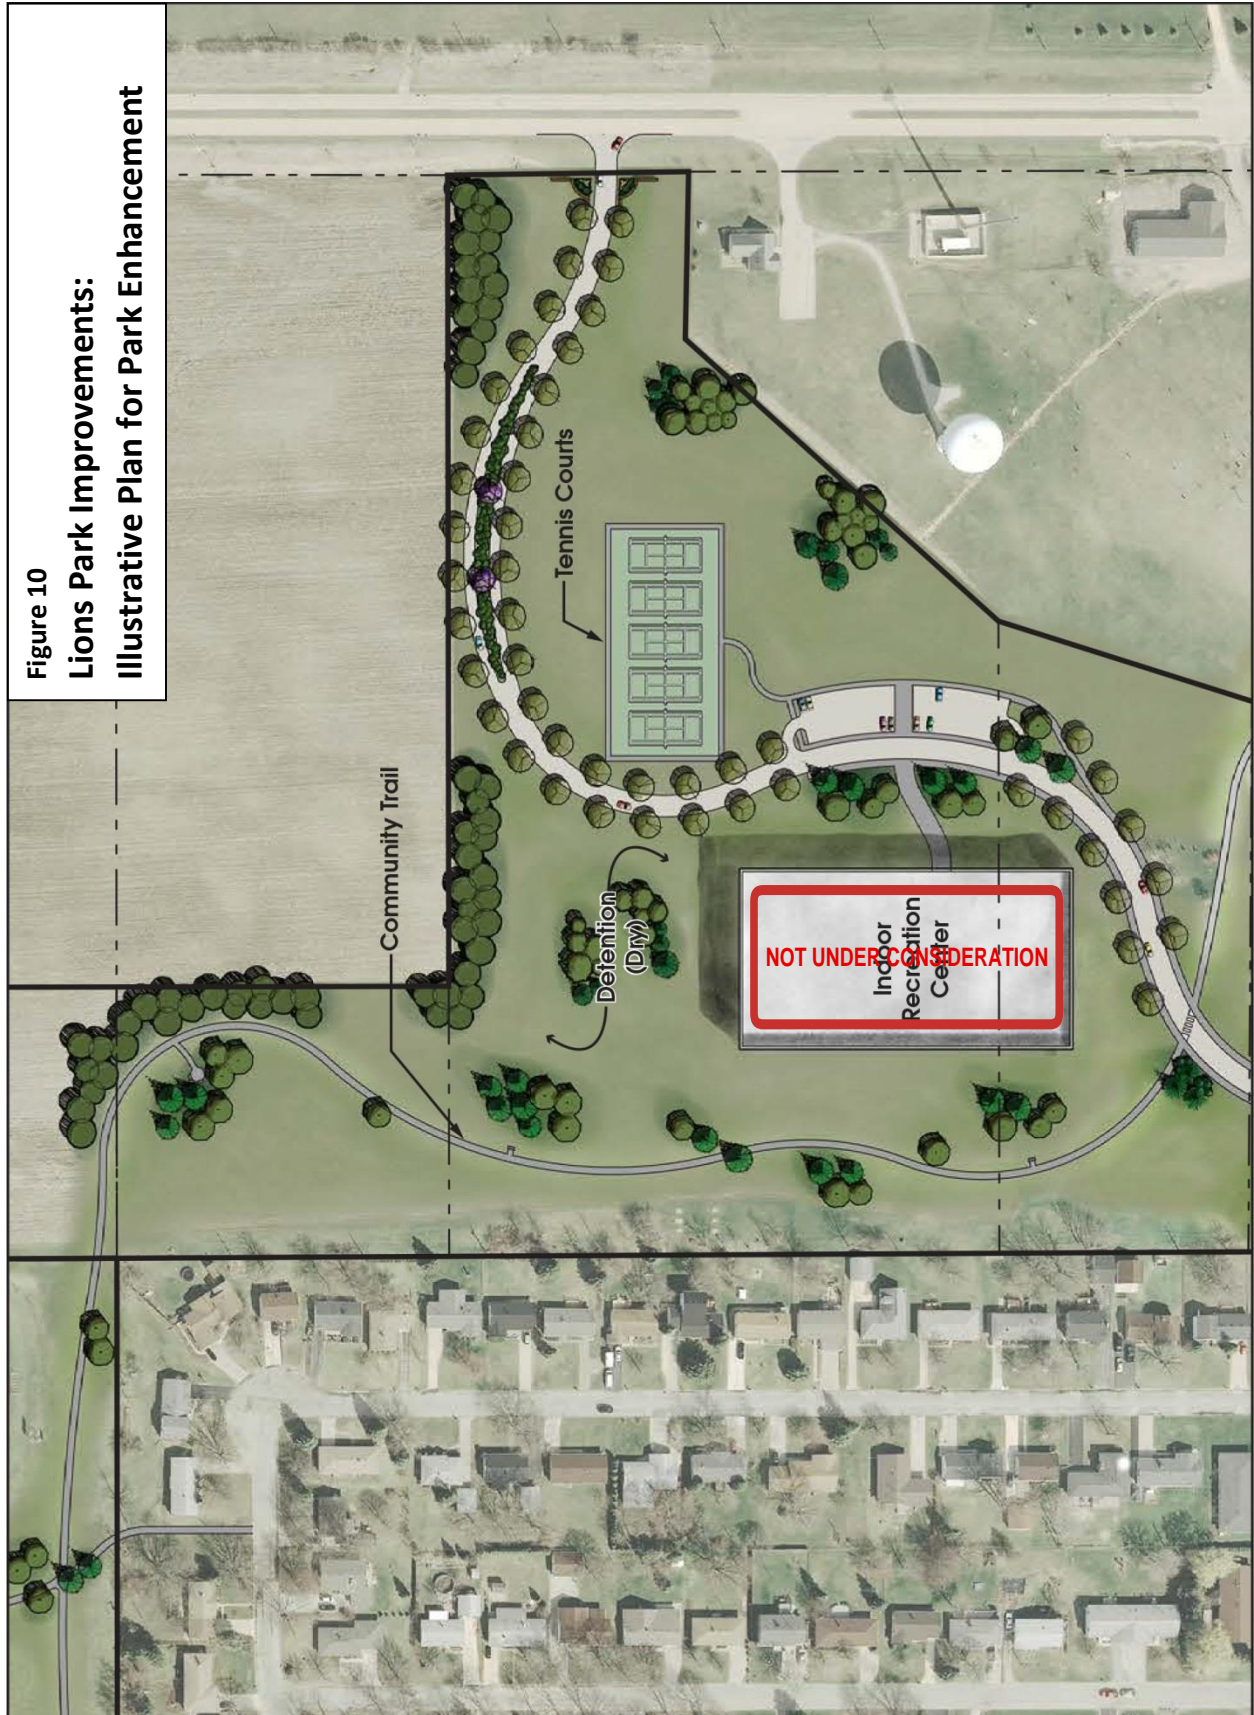 Figure 10
Lions Park Improvements:
Illustrative Plan for Park Enhancement
Community Trail
Tennis Courts
Detention
(Dry)
Indoor
Recreation
Center
NOT UNDER CONSIDERATION